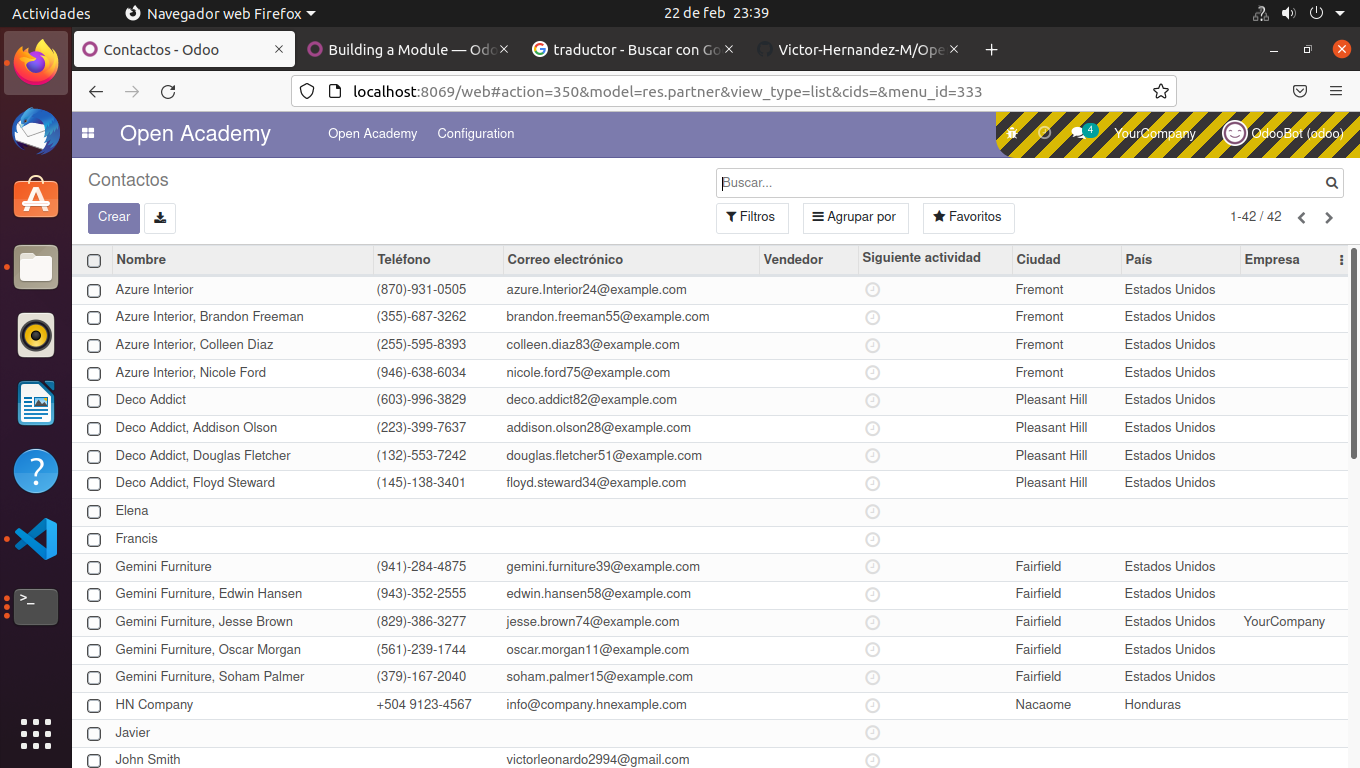 Actividades Navegador web Firefox 22 de feb 23:39
Contactos - Odoo Building a Module — Odo traductor - Buscar con Go Victor-Hernandez-M/Ope
localhost:8069/web#action=350&model=res.partner&view_type=list&cids=&menu_id=333
Open Academy Open Academy Configuration 4 YourCompany OdooBot (odoo)
Contactos Buscar...
Crear Filtros Agrupar por Favoritos 1-42 / 42
Nombre Teléfono Correo electrónico Vendedor Siguiente actividad Ciudad País Empresa
Azure Interior (870)-931-0505 azure.Interior24@example.com Fremont Estados Unidos
Azure Interior, Brandon Freeman (355)-687-3262 brandon.freeman55@example.com Fremont Estados Unidos
Azure Interior, Colleen Diaz (255)-595-8393 colleen.diaz83@example.com Fremont Estados Unidos
Azure Interior, Nicole Ford (946)-638-6034 nicole.ford75@example.com Fremont Estados Unidos
Deco Addict (603)-996-3829 deco.addict82@example.com Pleasant Hill Estados Unidos
Deco Addict, Addison Olson (223)-399-7637 addison.olson28@example.com Pleasant Hill Estados Unidos
Deco Addict, Douglas Fletcher (132)-553-7242 douglas.fletcher51@example.com Pleasant Hill Estados Unidos
Deco Addict, Floyd Steward (145)-138-3401 floyd.steward34@example.com Pleasant Hill Estados Unidos
Elena
Francis
Gemini Furniture (941)-284-4875 gemini.furniture39@example.com Fairfield Estados Unidos
Gemini Furniture, Edwin Hansen (943)-352-2555 edwin.hansen58@example.com Fairfield Estados Unidos
Gemini Furniture, Jesse Brown (829)-386-3277 jesse.brown74@example.com Fairfield Estados Unidos YourCompany
Gemini Furniture, Oscar Morgan (561)-239-1744 oscar.morgan11@example.com Fairfield Estados Unidos
Gemini Furniture, Soham Palmer (379)-167-2040 soham.palmer15@example.com Fairfield Estados Unidos
HN Company +504 9123-4567 info@company.hnexample.com Nacaome Honduras
Javier
John Smith victorleonardo2994@gmail.com